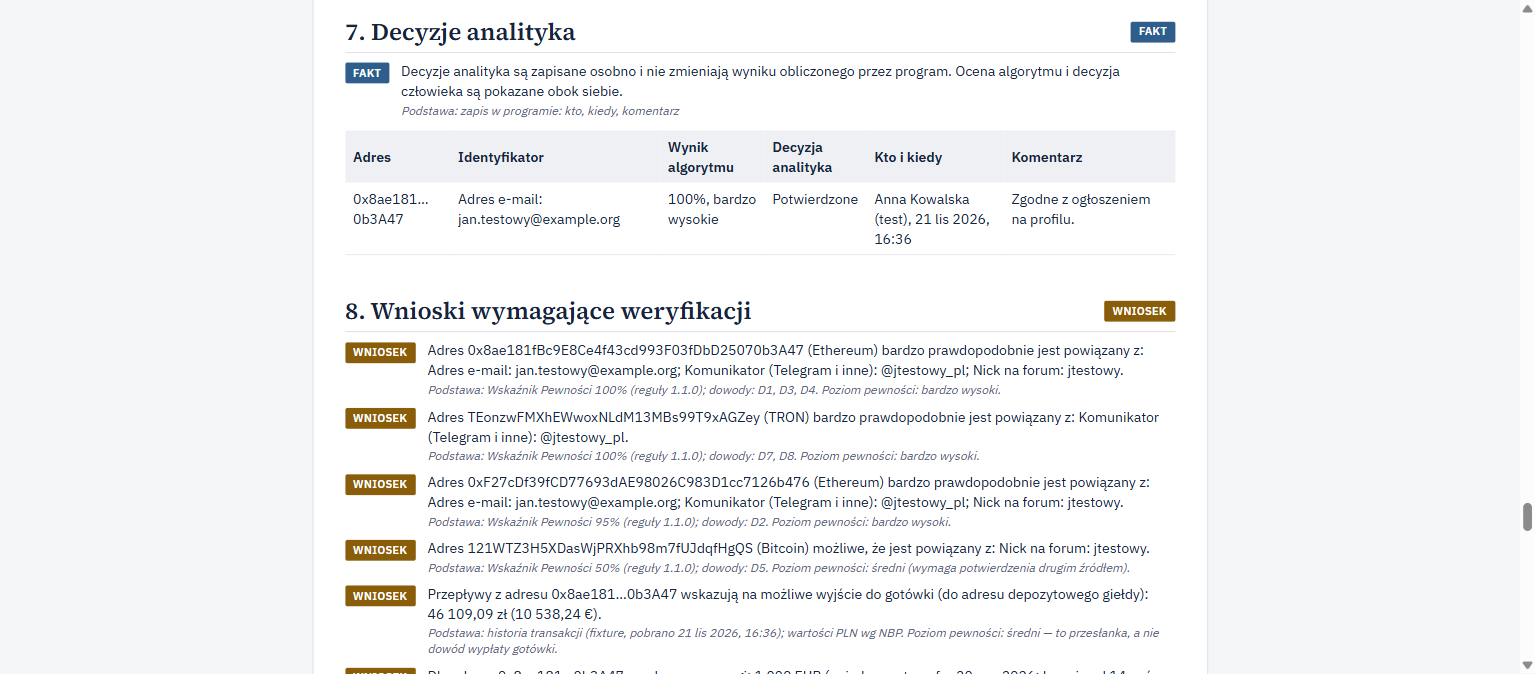 7. Decyzje analityka
FAKT
FAKT
Decyzje analityka są zapisane osobno i nie zmieniają wyniku obliczonego przez program. Ocena algorytmu i decyzja
człowieka są pokazane obok siebie.
Podstawa: zapis w programie: kto, kiedy, komentarz
Adres
Identyfikator
Wynik
algorytmu
Decyzja
analityka
Kto i kiedy
Komentarz
0x8ae181…
0b3A47
Adres e-mail:
jan.testowy@example.org
100%, bardzo
wysokie
Potwierdzone
Anna Kowalska
(test), 21 lis 2026,
16:36
Zgodne z ogłoszeniem
na profilu.
8. Wnioski wymagające weryfikacji
WNIOSEK
WNIOSEK
Adres 0x8ae181fBc9E8Ce4f43cd993F03fDbD25070b3A47 (Ethereum) bardzo prawdopodobnie jest powiązany z:
Adres e-mail: jan.testowy@example.org; Komunikator (Telegram i inne): @jtestowy_pl; Nick na forum: jtestowy.
Podstawa: Wskaźnik Pewności 100% (reguły 1.1.0); dowody: D1, D3, D4. Poziom pewności: bardzo wysoki.
WNIOSEK
Adres TEonzwFMXhEWwoxNLdM13MBs99T9xAGZey (TRON) bardzo prawdopodobnie jest powiązany z: Komunikator
(Telegram i inne): @jtestowy_pl.
Podstawa: Wskaźnik Pewności 100% (reguły 1.1.0); dowody: D7, D8. Poziom pewności: bardzo wysoki.
WNIOSEK
Adres 0xF27cDf39fCD77693dAE98026C983D1cc7126b476 (Ethereum) bardzo prawdopodobnie jest powiązany z:
Adres e-mail: jan.testowy@example.org; Komunikator (Telegram i inne): @jtestowy_pl; Nick na forum: jtestowy.
Podstawa: Wskaźnik Pewności 95% (reguły 1.1.0); dowody: D2. Poziom pewności: bardzo wysoki.
WNIOSEK
Adres 121WTZ3H5XDasWjPRXhb98m7fUJdqfHgQS (Bitcoin) możliwe, że jest powiązany z: Nick na forum: jtestowy.
Podstawa: Wskaźnik Pewności 50% (reguły 1.1.0); dowody: D5. Poziom pewności: średni (wymaga potwierdzenia drugim źródłem).
WNIOSEK
Przepływy z adresu 0x8ae181…0b3A47 wskazują na możliwe wyjście do gotówki (do adresu depozytowego giełdy):
46 109,09 zł (10 538,24 €).
Podstawa: historia transakcji (fixture, pobrano 21 lis 2026, 16:36); wartości PLN wg NBP. Poziom pewności: średni — to przesłanka, a nie
dowód wypłaty gotówki.